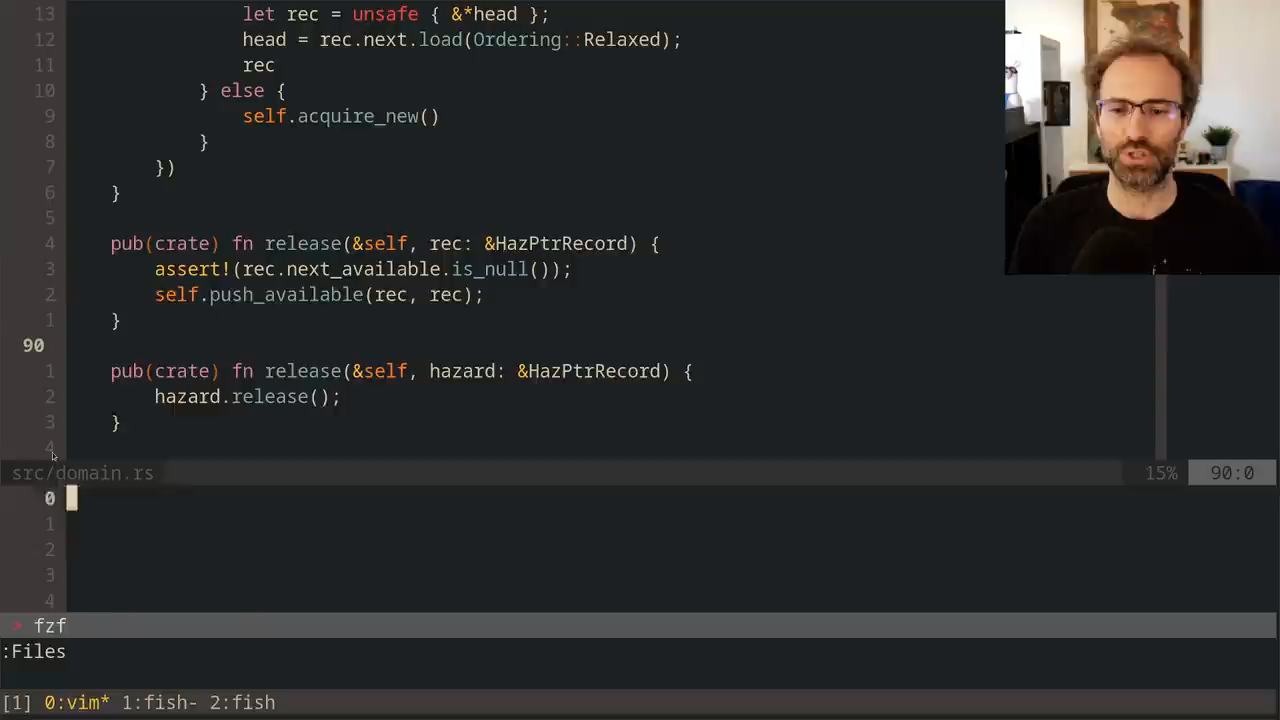 13 let rec = unsafe { &*head };
12 head = rec.next.load(Ordering::Relaxed);
11 rec
10 } else {
9 self.acquire_new()
8 }
7 })
6 }
5
4 pub(crate) fn release(&self, rec: &HazPtrRecord) {
3 assert!(rec.next_available.is_null());
2 self.push_available(rec, rec);
1 }
90
1 pub(crate) fn release(&self, hazard: &HazPtrRecord) {
2 hazard.release();
3 }
4
src/domain.rs 15% 90:0
0
1
2
3
4
> fzf
:Files
[1] 0:vim* 1:fish- 2:fish